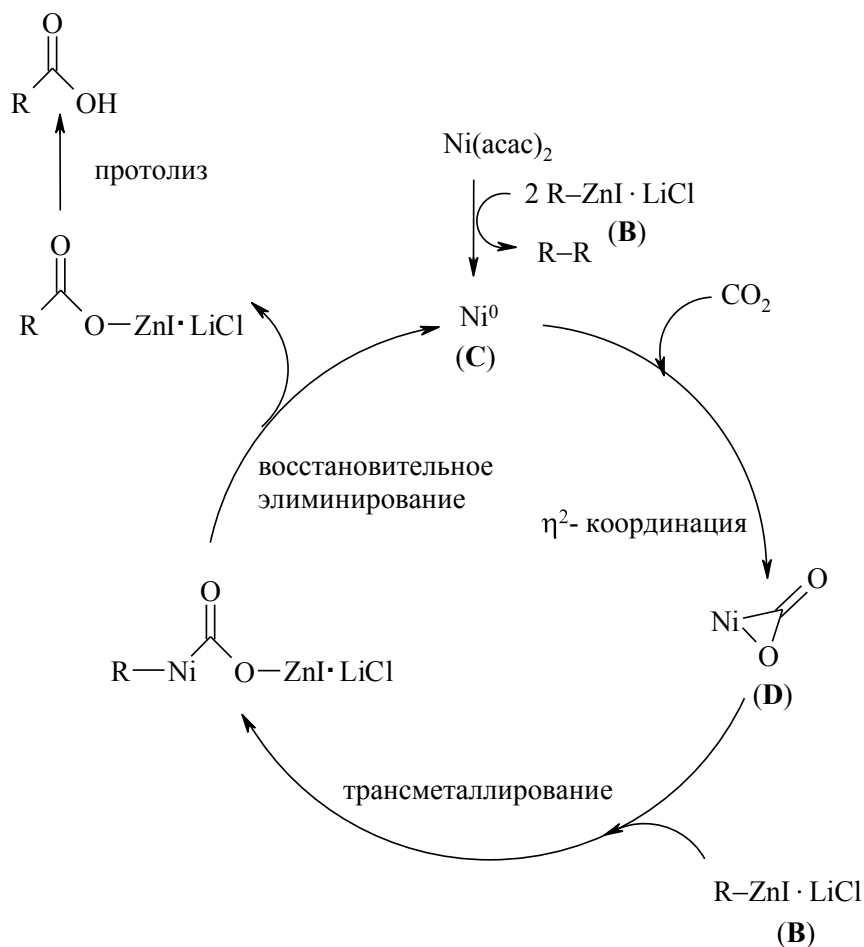 O
R
OH
протолиз
O
R
O—ZnI·LiCl
Ni(acac)₂
2 R–ZnI · LiCl
(B)
R–R
Ni⁰
(C)
CO₂
восстановительное
элиминирование
η²- координация
O
R—Ni
O—ZnI·LiCl
O
Ni
O
(D)
трансметаллирование
R–ZnI · LiCl
(B)